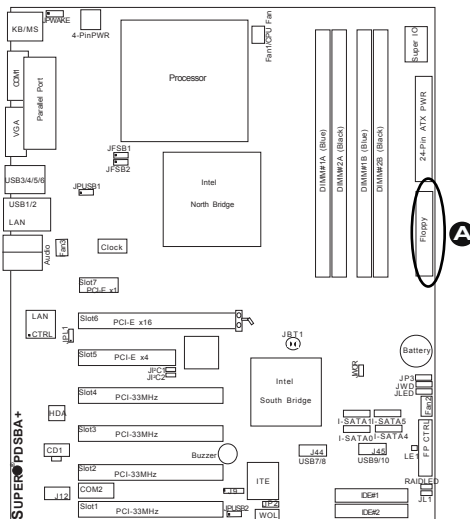 KB/MS
JPWAKE
4-PinPWR
Fan1/CPU Fan
Super IO
COM1
Parallel Port
Processor
VGA
24-Pin ATX PWR
JFSB1
JFSB2
DIMM#1A (Blue)
DIMM#2A (Black)
DIMM#1B (Blue)
DIMM#2B (Black)
USB3/4/5/6
JPUSB1
Intel
North Bridge
USB1/2
LAN
Floppy
A
Audio
Fan3
Clock
Slot7
PCI-E x1
LAN
CTRL
JPL1
Slot6
PCI-E x16
JBT1
Battery
Slot5
PCI-E x4
JI²C1
JI²C2
JWOR
JP3
JWD
JLED
Intel
South Bridge
Slot4
PCI-33MHz
Fan2
HDA
I-SATA1
I-SATA5
I-SATA0
I-SATA4
FP CTRL
Slot3
PCI-33MHz
CD1
Buzzer
J44
USB7/8
J45
USB9/10
LE1
SUPER PDSBA+
Slot2
PCI-33MHz
ITE
RAIDLED
JL1
J12
COM2
IDE#1
JP2
Slot1
PCI-33MHz
JPUSB2
WOL
IDE#2